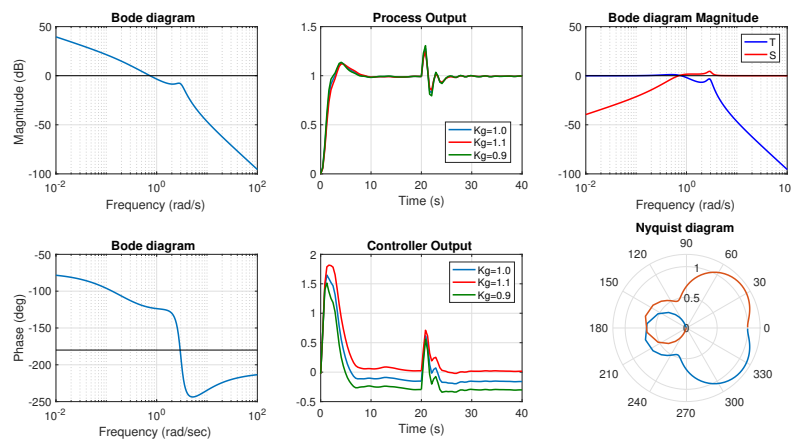 Bode diagram
Magnitude (dB)
50
0
-50
-100
10^-2
10^0
10^2
Frequency (rad/s)
Process Output
1.5
1
0.5
0
Kg=1.0
Kg=1.1
Kg=0.9
0
10
20
30
40
Time (s)
Bode diagram Magnitude
50
0
-50
-100
T
S
10^-2
10^0
10
Frequency (rad/s)
Bode diagram
Phase (deg)
-50
-100
-150
-200
-250
10^-2
10^0
10^2
Frequency (rad/sec)
Controller Output
2
1.5
1
0.5
0
-0.5
Kg=1.0
Kg=1.1
Kg=0.9
0
10
20
30
40
Time (s)
Nyquist diagram
90
120
60
150
30
180
0
210
330
240
300
270
0
0.5
1